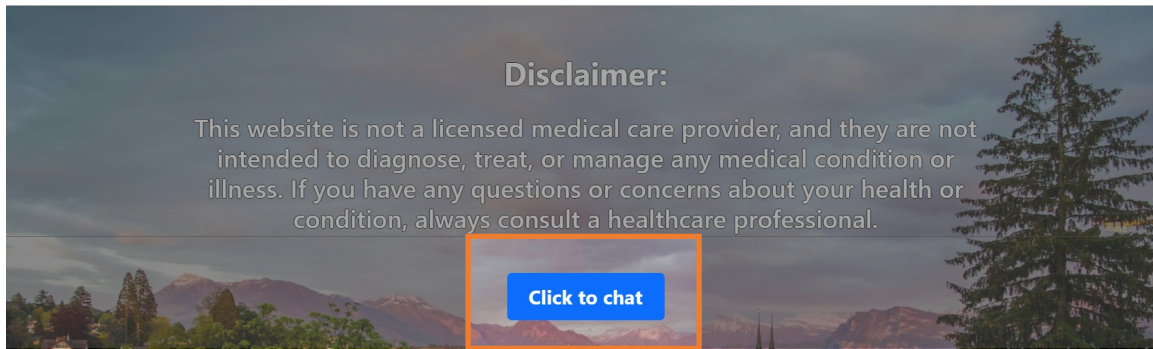 Disclaimer:
This website is not a licensed medical care provider, and they are not
intended to diagnose, treat, or manage any medical condition or
illness. If you have any questions or concerns about your health or
condition, always consult a healthcare professional.
Click to chat